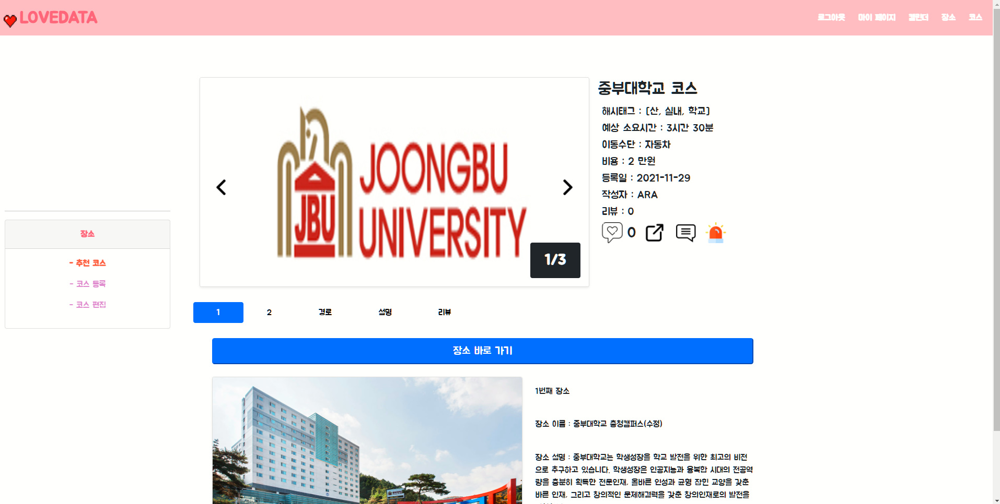 LOVEDATA
로그아웃 마이 페이지 캘린더 장소 코스
JOONGBU
UNIVERSITY
JBU
1/3
중부대학교 코스
해시태그 : [산, 실내, 학교]
예상 소요시간 : 3시간 30분
이동수단 : 자동차
비용 : 2 만원
등록일 : 2021-11-29
작성자 : ARA
리뷰 : 0
0
장소
- 추천 코스
- 코스 등록
- 코스 편집
1 2 경로 설명 리뷰
장소 바로 가기
1번째 장소
장소 이름 : 중부대학교 충청캠퍼스(수정)
장소 설명 : 중부대학교는 학생성장을 학교 발전을 위한 최고의 비전
으로 추구하고 있습니다. 학생성장은 인공지능과 융복합 시대의 전공역
량을 충분히 획득한 전문인재, 올바른 인성과 균형 잡힌 교양을 갖춘
바른 인재, 그리고 창의적인 문제해결력을 갖춘 창의인재로의 발전을